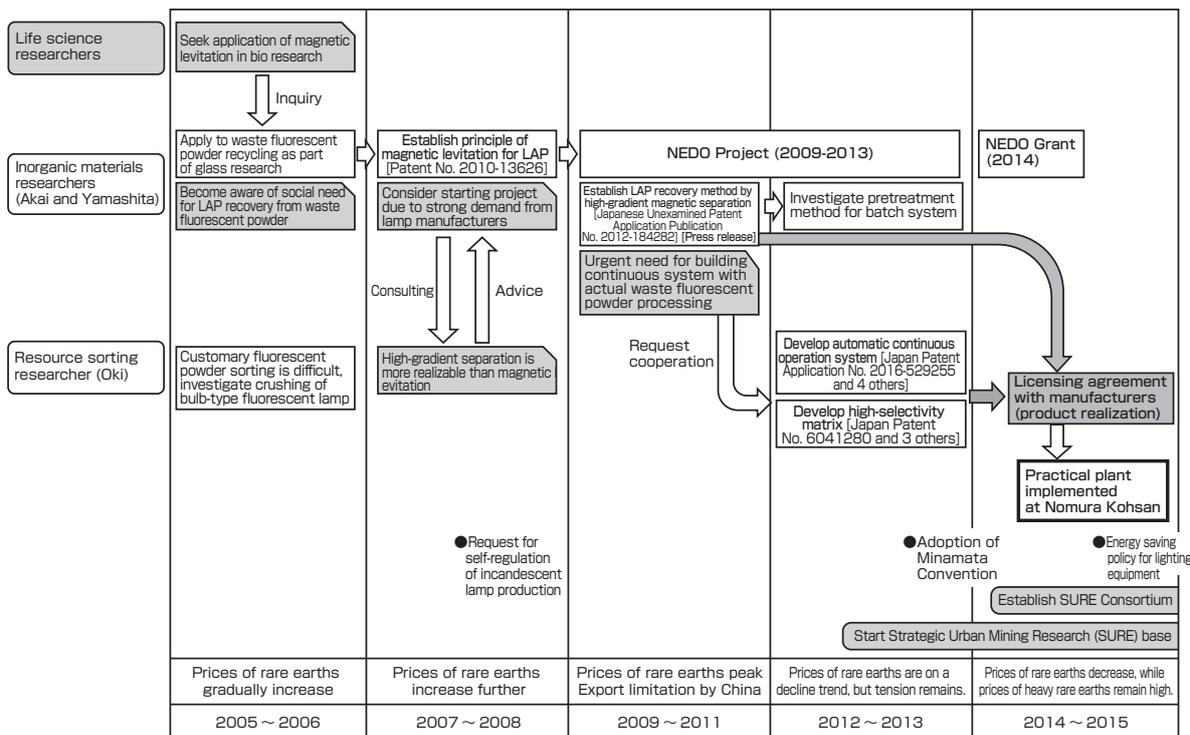 Life science
researchers
Seek application of magnetic
levitation in bio research
Inquiry
Inorganic materials
researchers
(Akai and Yamashita)
Apply to waste fluorescent
powder recycling as part
of glass research
Become aware of social need
for LAP recovery from waste
fluorescent powder
Establish principle of
magnetic levitation for LAP
[Patent No. 2010-13626]
Consider starting project
due to strong demand from
lamp manufacturers
NEDO Project (2009-2013)
NEDO Grant
(2014)
Establish LAP recovery method by
high-gradient magnetic separation
[Japanese Unexamined Patent
Application Publication
No. 2012-184282] [Press release]
Investigate pretreatment
method for batch system
Urgent need for building
continuous system with
actual waste fluorescent
powder processing
Consulting
Advice
Request
cooperation
Resource sorting
researcher (Oki)
Customary fluorescent
powder sorting is difficult,
investigate crushing of
bulb-type fluorescent lamp
High-gradient separation is
more realizable than magnetic
evitation
Develop automatic continuous
operation system [Japan Patent
Application No. 2016-529255
and 4 others]
Develop high-selectivity
matrix [Japan Patent
No. 6041280 and 3 others]
Licensing agreement
with manufacturers
(product realization)
Practical plant
implemented
at Nomura Kohsan
●Request for
self-regulation
of incandescent
lamp production
●Adoption of
Minamata
Convention
●Energy saving
policy for lighting
equipment
Establish SURE Consortium
Start Strategic Urban Mining Research (SURE) base
Prices of rare earths
gradually increase
Prices of rare earths
increase further
Prices of rare earths peak
Export limitation by China
Prices of rare earths are on a
decline trend, but tension remains.
Prices of rare earths decrease, while
prices of heavy rare earths remain high.
2005～2006
2007～2008
2009～2011
2012～2013
2014～2015